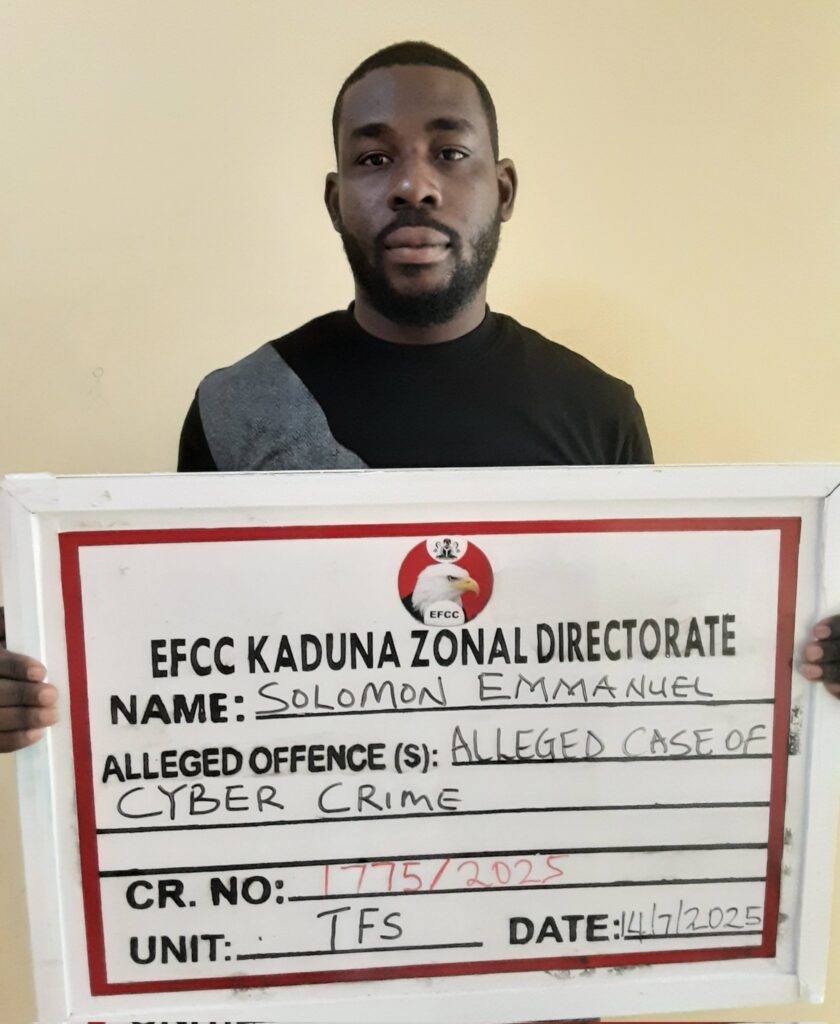 EFCC
EFCC KADUNA ZONAL DIRECTORATE
NAME: SOLOMON EMMANUEL
ALLEGED OFFENCE (S): ALLEGED CASE OF
CYBER CRIME
CR. NO: 1775/2025
UNIT: TFS DATE: 14/7/2025